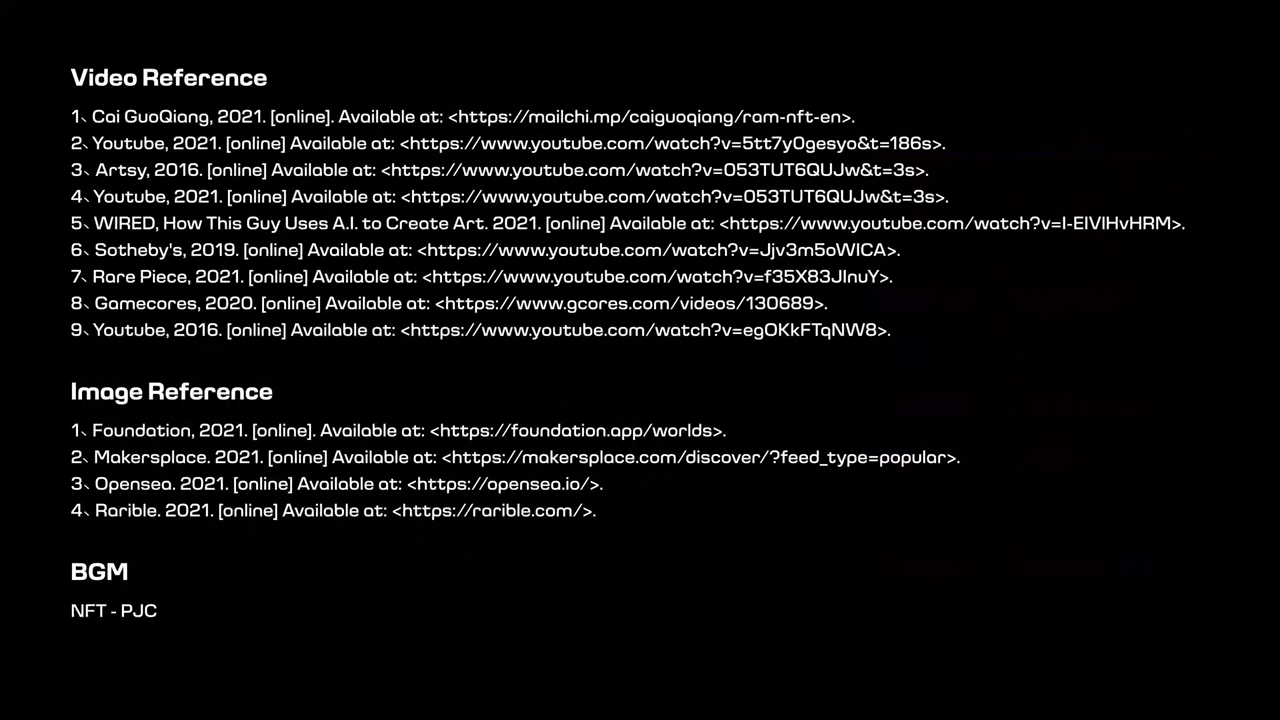 Video Reference
1、Cai GuoQiang, 2021. [online]. Available at: <https://mailchi.mp/caiguoqiang/ram-nft-en>.
2、Youtube, 2021. [online] Available at: <https://www.youtube.com/watch?v=5tt7y0gesyo&t=186s>.
3、Artsy, 2016. [online] Available at: <https://www.youtube.com/watch?v=053TUT6QUJw&t=3s>.
4、Youtube, 2021. [online] Available at: <https://www.youtube.com/watch?v=053TUT6QUJw&t=3s>.
5、WIRED, How This Guy Uses A.I. to Create Art. 2021. [online] Available at: <https://www.youtube.com/watch?v=I-EIVlHvHRM>.
6、Sotheby's, 2019. [online] Available at: <https://www.youtube.com/watch?v=Jjv3m5oWICA>.
7、Rare Piece, 2021. [online] Available at: <https://www.youtube.com/watch?v=f35X83JlnuY>.
8、Gamecores, 2020. [online] Available at: <https://www.gcores.com/videos/130689>.
9、Youtube, 2016. [online] Available at: <https://www.youtube.com/watch?v=egOKkFTqNW8>.
Image Reference
1、Foundation, 2021. [online]. Available at: <https://foundation.app/worlds>.
2、Makersplace. 2021. [online] Available at: <https://makersplace.com/discover/?feed_type=popular>.
3、Opensea. 2021. [online] Available at: <https://opensea.io/>.
4、Rarible. 2021. [online] Available at: <https://rarible.com/>.
BGM
NFT - PJC